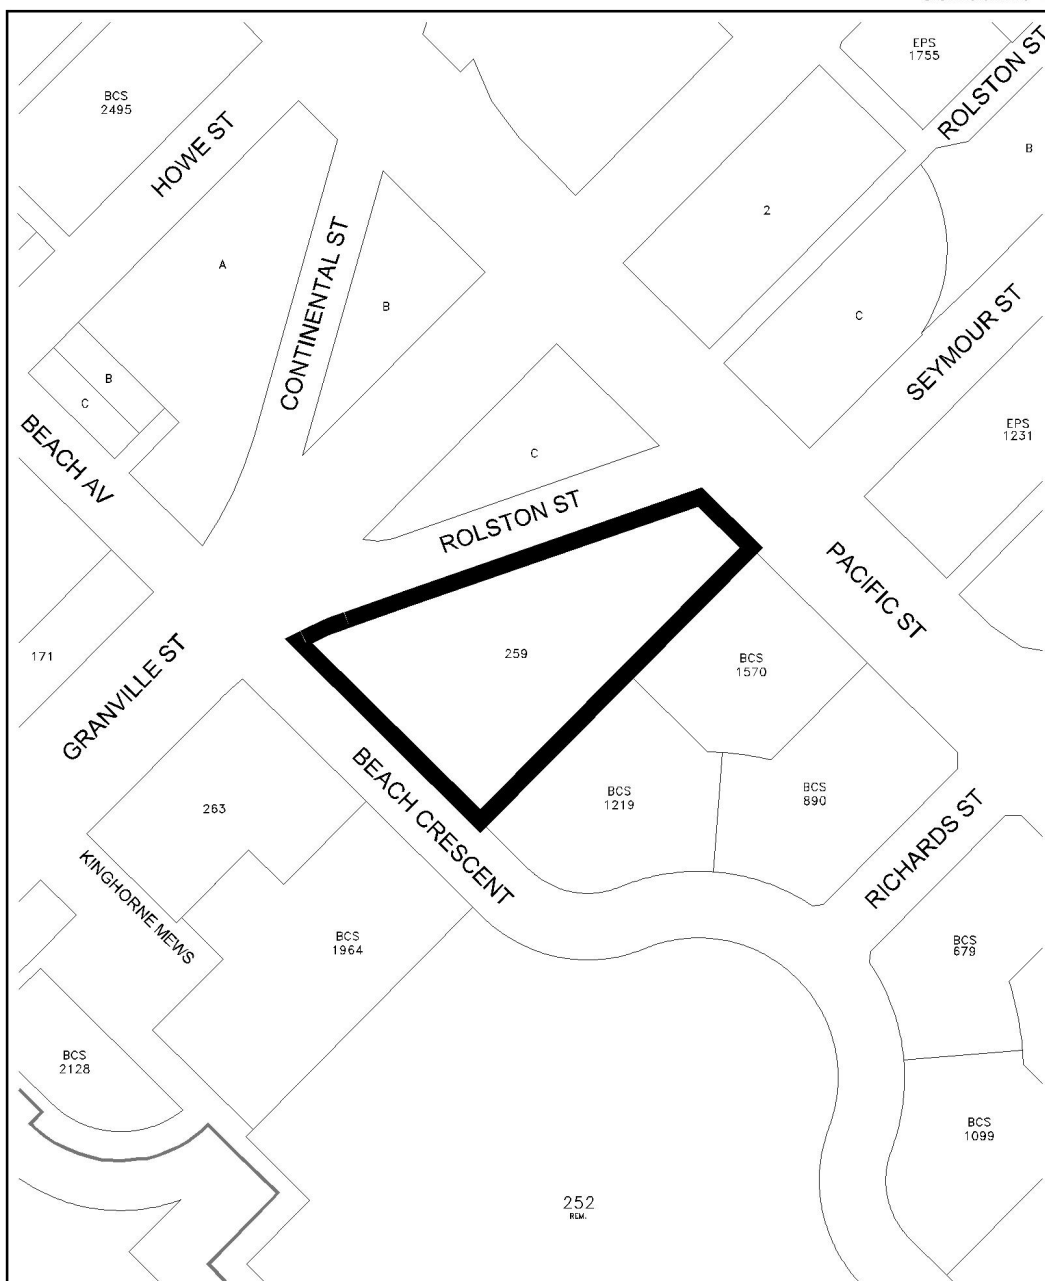 EPS
1755
ROLSTON ST
BCS
2495
HOWE ST
B
2
A
CONTINENTAL ST
B
C
SEYMOUR ST
B
C
BEACH AV
C
EPS
1231
ROLSTON ST
PACIFIC ST
171
GRANVILLE ST
259
BCS
1570
BEACH CRESCENT
BCS
1219
BCS
890
263
RICHARDS ST
KINGHORNE MEWS
BCS
1964
BCS
679
BCS
2128
BCS
1099
252
REM.